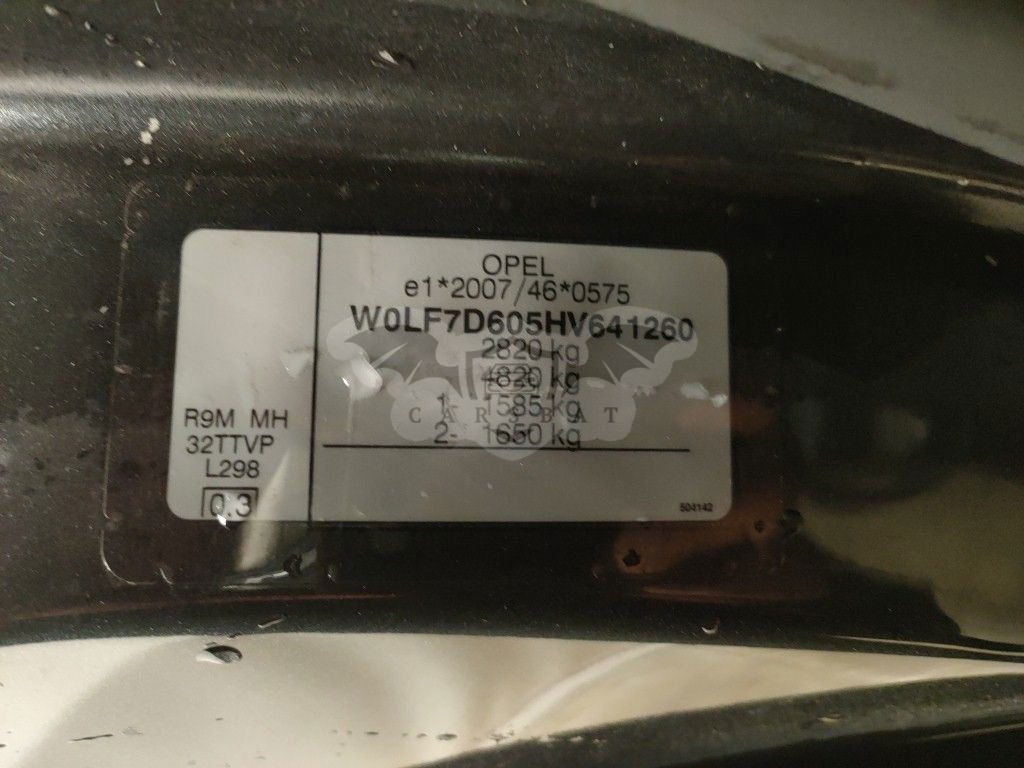 OPEL
e1*2007/46*0575
W0LF7D605HV641260
2820 kg
4820 kg
1- 1585 kg
2- 1650 kg
R9M MH
32TTVP
L298
0.3
504142
CARSBAT